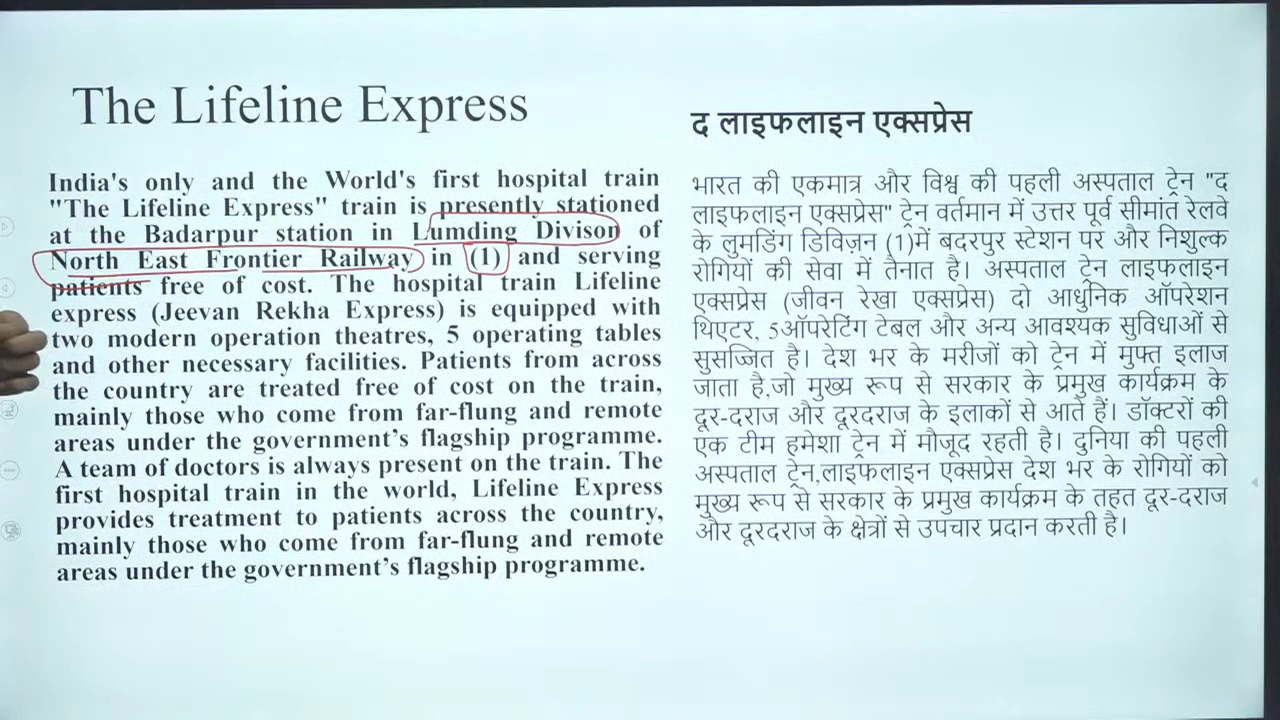 The Lifeline Express
India's only and the World's first hospital train
"The Lifeline Express" train is presently stationed
at the Badarpur station in Lumding Divison of
North East Frontier Railway in (1) and serving
patients free of cost. The hospital train Lifeline
express (Jeevan Rekha Express) is equipped with
two modern operation theatres, 5 operating tables
and other necessary facilities. Patients from across
the country are treated free of cost on the train,
mainly those who come from far-flung and remote
areas under the government’s flagship programme.
A team of doctors is always present on the train. The
first hospital train in the world, Lifeline Express
provides treatment to patients across the country,
mainly those who come from far-flung and remote
areas under the government’s flagship programme.
द लाइफलाइन एक्सप्रेस
भारत की एकमात्र और विश्व की पहली अस्पताल ट्रेन "द
लाइफलाइन एक्सप्रेस" ट्रेन वर्तमान में उत्तर पूर्व सीमांत रेलवे
के लुमडिंग डिविज़न (1)में बदरपुर स्टेशन पर और निशुल्क
रोगियों की सेवा में तैनात है। अस्पताल ट्रेन लाइफलाइन
एक्सप्रेस (जीवन रेखा एक्सप्रेस) दो आधुनिक ऑपरेशन
थिएटर, 5ऑपरेटिंग टेबल और अन्य आवश्यक सुविधाओं से
सुसज्जित है। देश भर के मरीजों को ट्रेन में मुफ्त इलाज
जाता है,जो मुख्य रूप से सरकार के प्रमुख कार्यक्रम के
दूर-दराज और दूरदराज के इलाकों से आते हैं। डॉक्टरों की
एक टीम हमेशा ट्रेन में मौजूद रहती है। दुनिया की पहली
अस्पताल ट्रेन,लाइफलाइन एक्सप्रेस देश भर के रोगियों को
मुख्य रूप से सरकार के प्रमुख कार्यक्रम के तहत दूर-दराज
और दूरदराज के क्षेत्रों से उपचार प्रदान करती है।